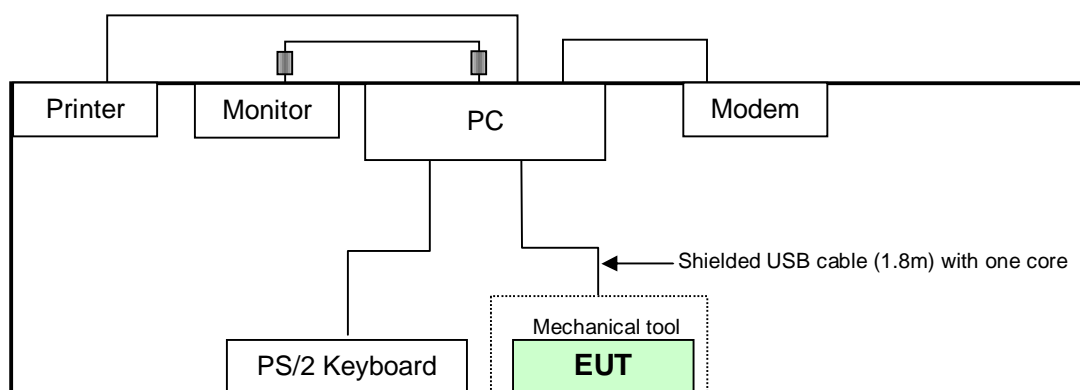 Printer
Monitor
PC
Modem
Shielded USB cable (1.8m) with one core
Mechanical tool
PS/2 Keyboard
EUT